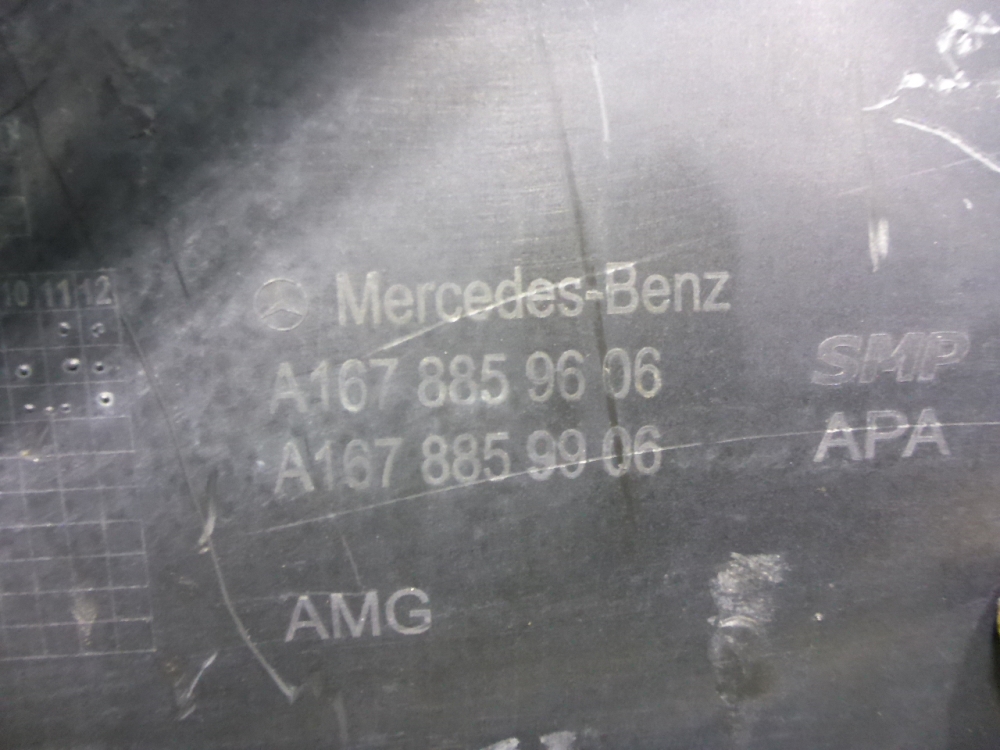 10 11 12
Mercedes-Benz
A167 885 96 06
SMP
A167 885 99 06
APA
AMG